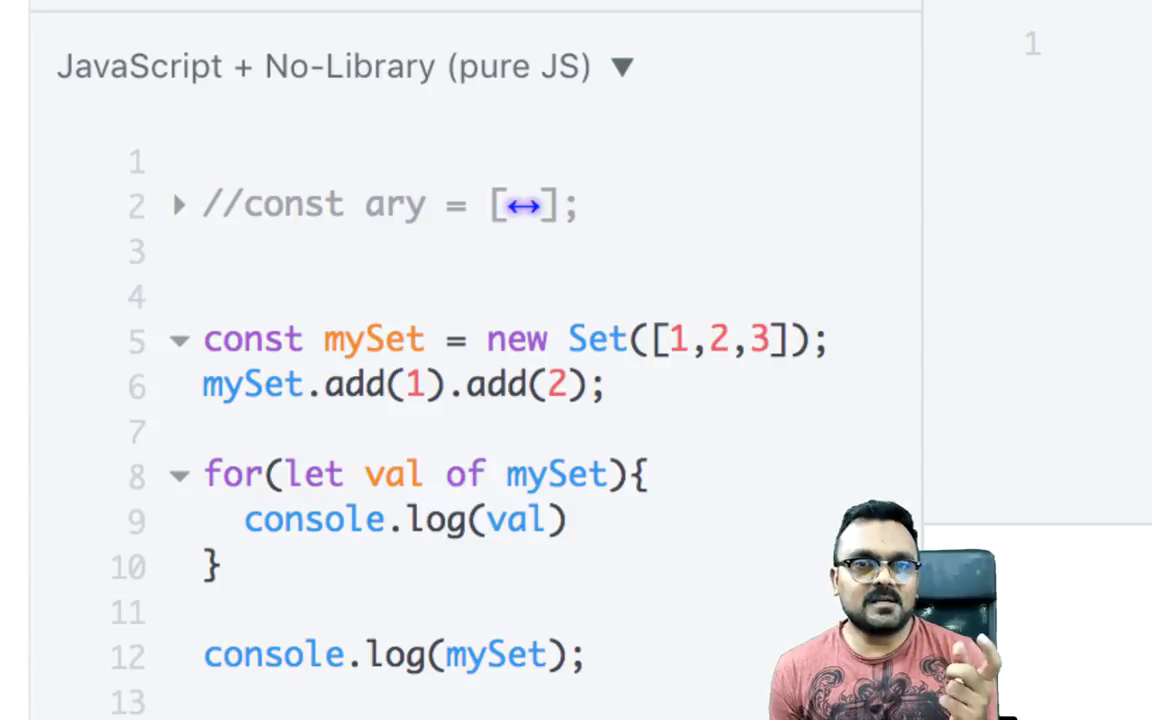 JavaScript + No-Library (pure JS) ▼
1
1
2 //const ary = [↔];
3
4
5 const mySet = new Set([1,2,3]);
6 mySet.add(1).add(2);
7
8 for(let val of mySet){
9 console.log(val)
10 }
11
12 console.log(mySet);
13